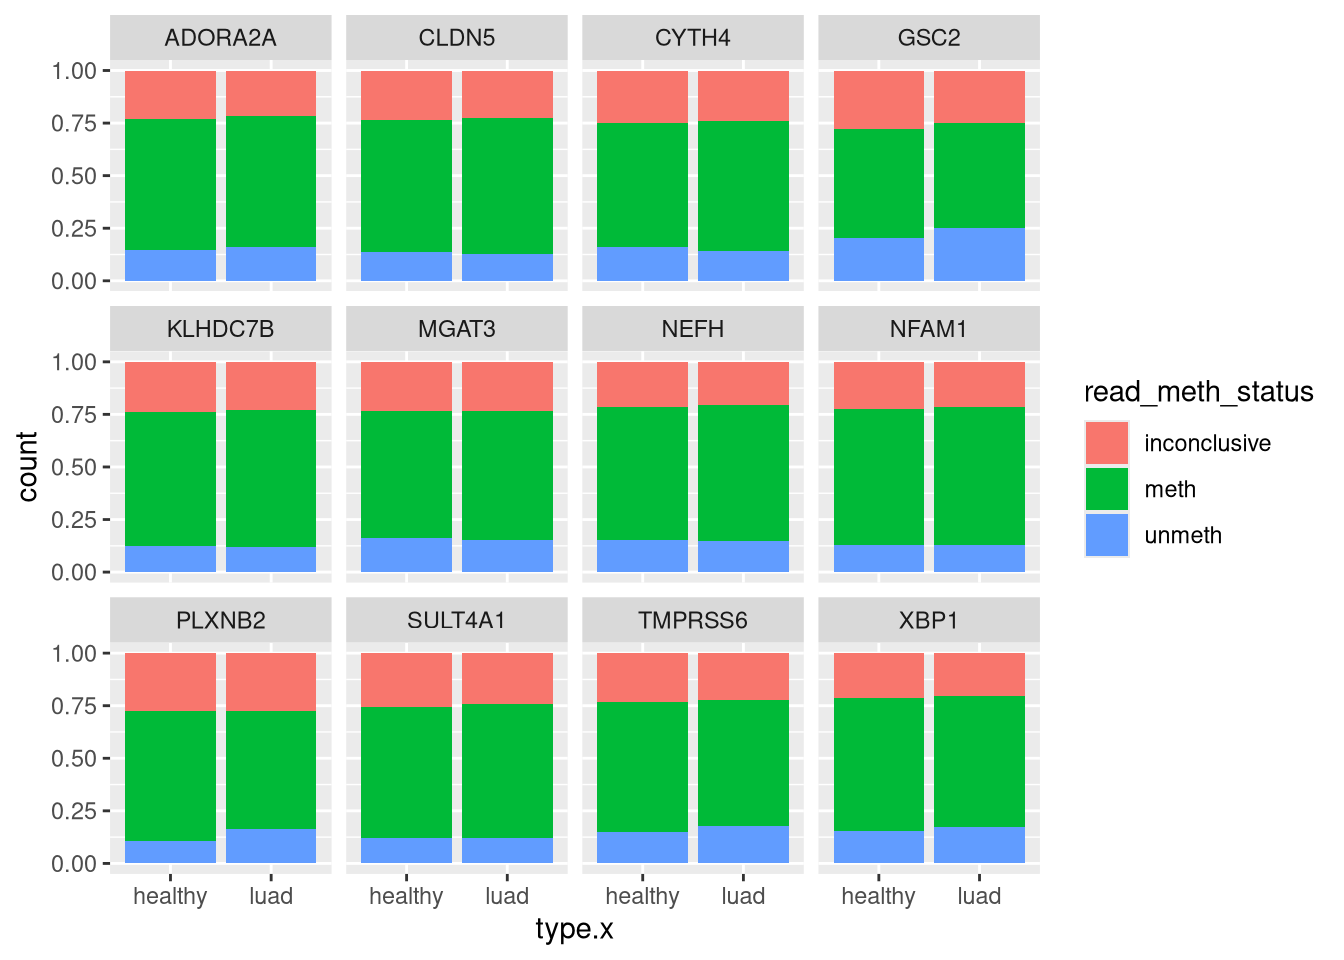 ADORA2A CLDN5 CYTH4 GSC2
1.00
0.75
0.50
0.25
0.00
KLHDC7B MGAT3 NEFH NFAM1
1.00
0.75
0.50
0.25
0.00
PLXNB2 SULT4A1 TMPRSS6 XBP1
1.00
0.75
0.50
0.25
0.00
healthy luad healthy luad healthy luad healthy luad
type.x
count
read_meth_status
inconclusive
meth
unmeth